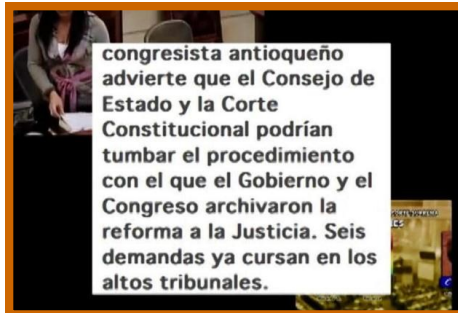 congresista antioqueño
advierte que el Consejo de
Estado y la Corte
Constitucional podrían
tumbar el procedimiento
con el que el Gobierno y el
Congreso archivaron la
reforma a la Justicia. Seis
demandas ya cursan en los
altos tribunales.